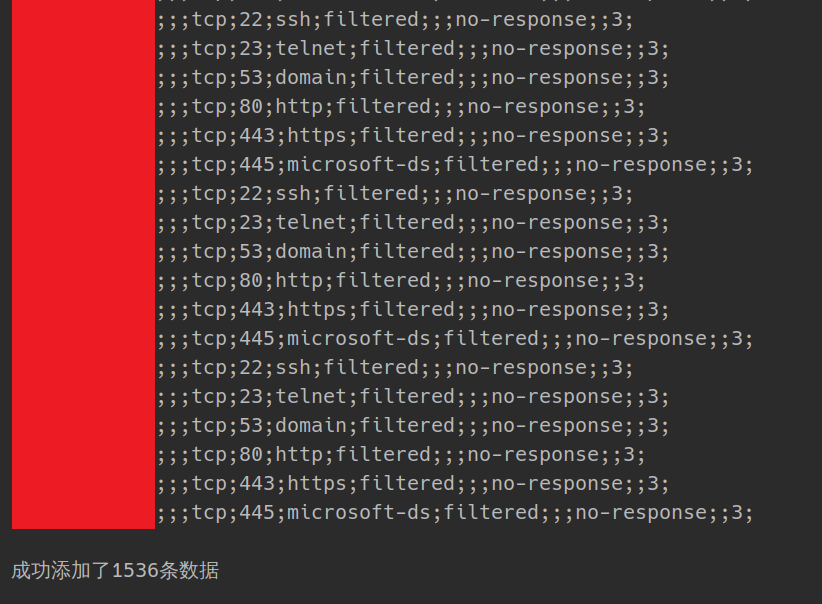 ;;;tcp;22;ssh;filtered;;;no-response;;3;
;;;tcp;23;telnet;filtered;;;no-response;;3;
;;;tcp;53;domain;filtered;;;no-response;;3;
;;;tcp;80;http;filtered;;;no-response;;3;
;;;tcp;443;https;filtered;;;no-response;;3;
;;;tcp;445;microsoft-ds;filtered;;;no-response;;3;
;;;tcp;22;ssh;filtered;;;no-response;;3;
;;;tcp;23;telnet;filtered;;;no-response;;3;
;;;tcp;53;domain;filtered;;;no-response;;3;
;;;tcp;80;http;filtered;;;no-response;;3;
;;;tcp;443;https;filtered;;;no-response;;3;
;;;tcp;445;microsoft-ds;filtered;;;no-response;;3;
;;;tcp;22;ssh;filtered;;;no-response;;3;
;;;tcp;23;telnet;filtered;;;no-response;;3;
;;;tcp;53;domain;filtered;;;no-response;;3;
;;;tcp;80;http;filtered;;;no-response;;3;
;;;tcp;443;https;filtered;;;no-response;;3;
;;;tcp;445;microsoft-ds;filtered;;;no-response;;3;
成功添加了1536条数据